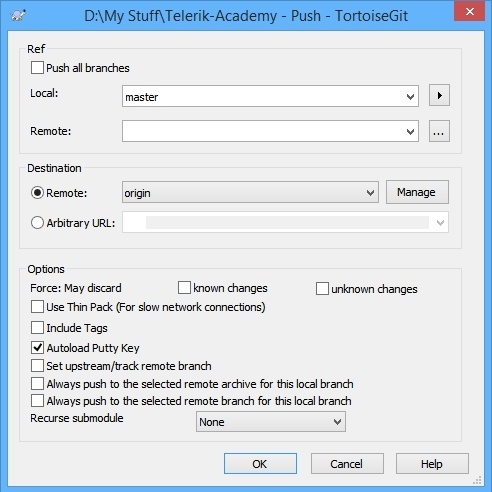 D:\My Stuff\Telerik-Academy - Push - TortoiseGit
Ref
Push all branches
Local:
master
Remote:
...
Destination
Remote:
origin
Manage
Arbitrary URL:
Options
Force: May discard
known changes
unknown changes
Use Thin Pack (For slow network connections)
Include Tags
Autoload Putty Key
Set upstream/track remote branch
Always push to the selected remote archive for this local branch
Always push to the selected remote branch for this local branch
Recurse submodule
None
OK
Cancel
Help